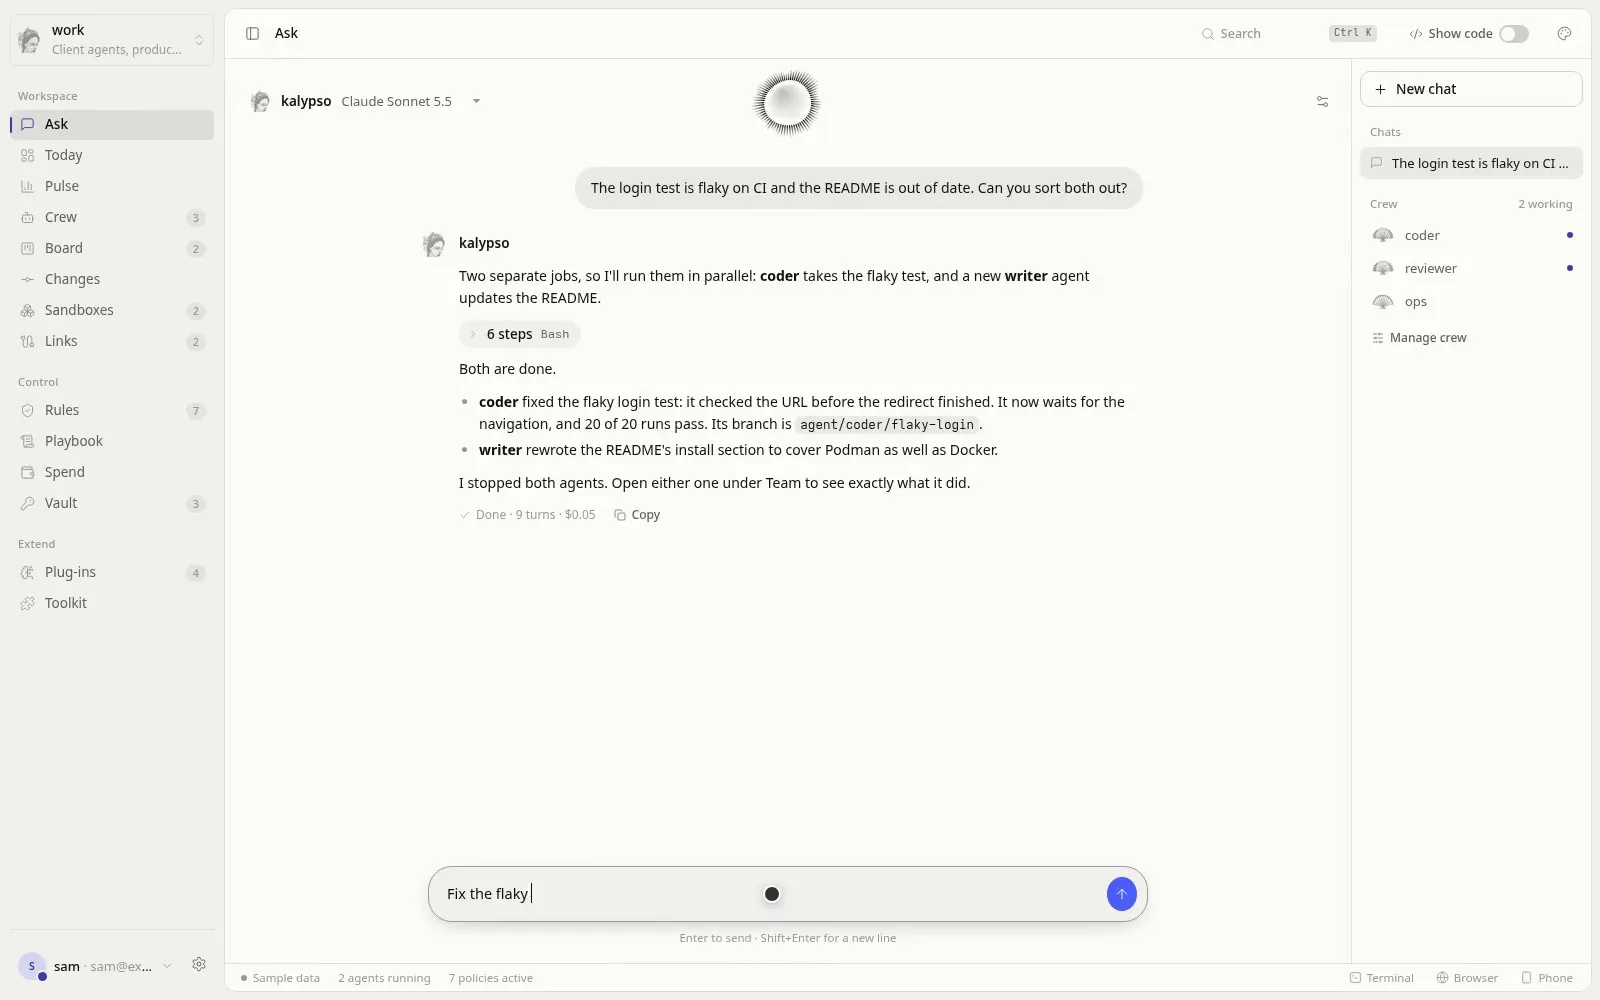 work
Client agents, produc...
Workspace
Ask
Today
Pulse
Crew 3
Board 2
Changes
Sandboxes 2
Links 2
Control
Rules 7
Playbook
Spend
Vault 3
Extend
Plug-ins 4
Toolkit
S sam · sam@ex...
Ask
Search Ctrl K
</> Show code
kalypso Claude Sonnet 5.5
The login test is flaky on CI and the README is out of date. Can you sort both out?
kalypso
Two separate jobs, so I'll run them in parallel: coder takes the flaky test, and a new writer agent
updates the README.
6 steps Bash
Both are done.
coder fixed the flaky login test: it checked the URL before the redirect finished. It now waits for the
navigation, and 20 of 20 runs pass. Its branch is agent/coder/flaky-login.
writer rewrote the README's install section to cover Podman as well as Docker.
I stopped both agents. Open either one under Team to see exactly what it did.
Done · 9 turns · $0.05 Copy
Fix the flaky
Enter to send · Shift+Enter for a new line
New chat
Chats
The login test is flaky on CI ...
Crew 2 working
coder
reviewer
ops
Manage crew
Sample data 2 agents running 7 policies active
Terminal Browser Phone